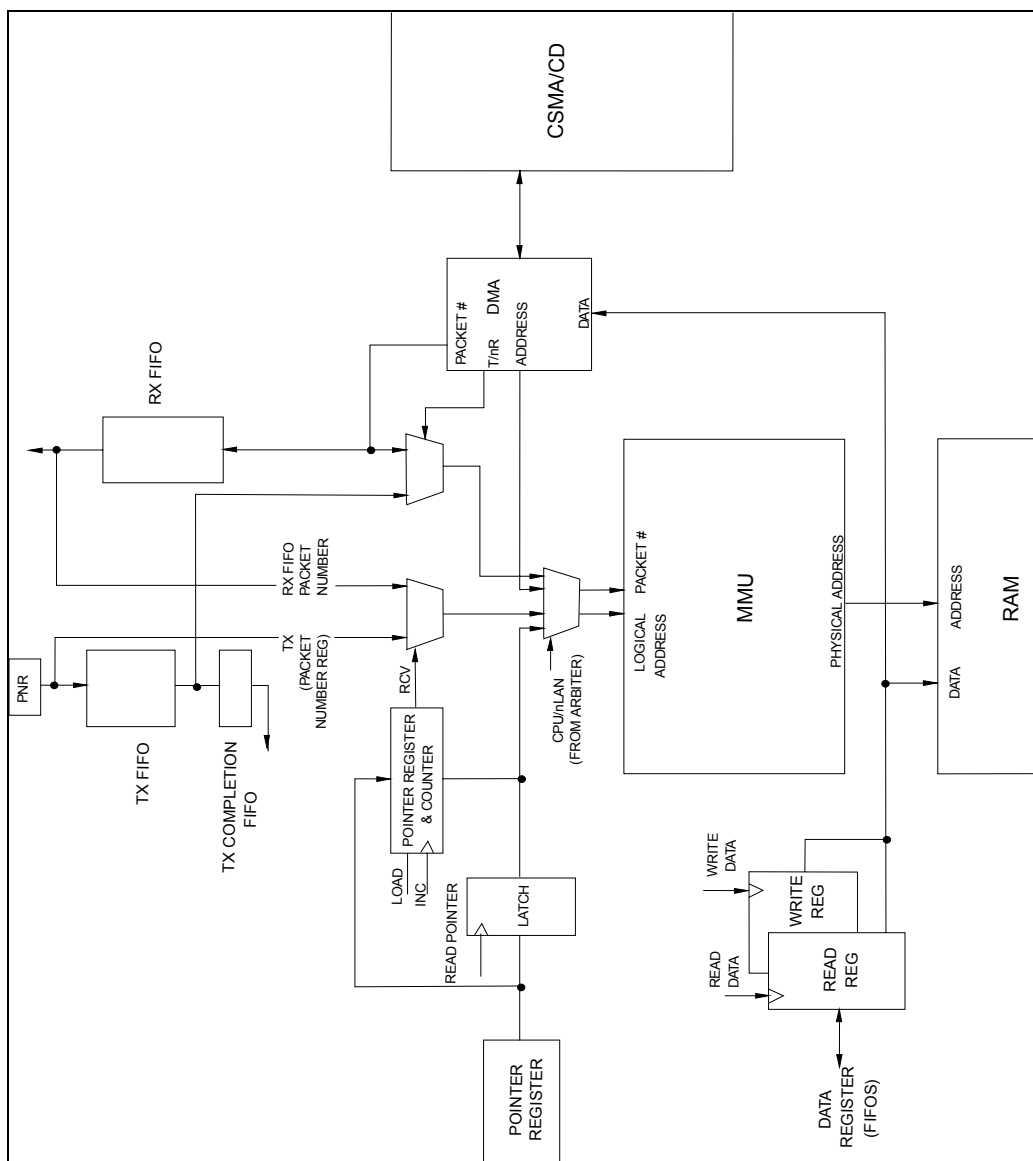 CSMA/CD
PACKET #
T/nR
DMA
ADDRESS
DATA
RX FIFO
RX FIFO
PACKET
NUMBER
TX
(PACKET
NUMBER REG)
PNR
TX FIFO
TX COMPLETION
FIFO
RCV
POINTER REGISTER
& COUNTER
LOAD
INC
CPU/nLAN
(FROM ARBITER)
LOGICAL
ADDRESS
PACKET #
MMU
PHYSICAL ADDRESS
ADDRESS
DATA
RAM
READ POINTER
LATCH
POINTER
REGISTER
WRITE
DATA
WRITE
REG
READ
DATA
READ
REG
DATA
REGISTER
(FIFOS)